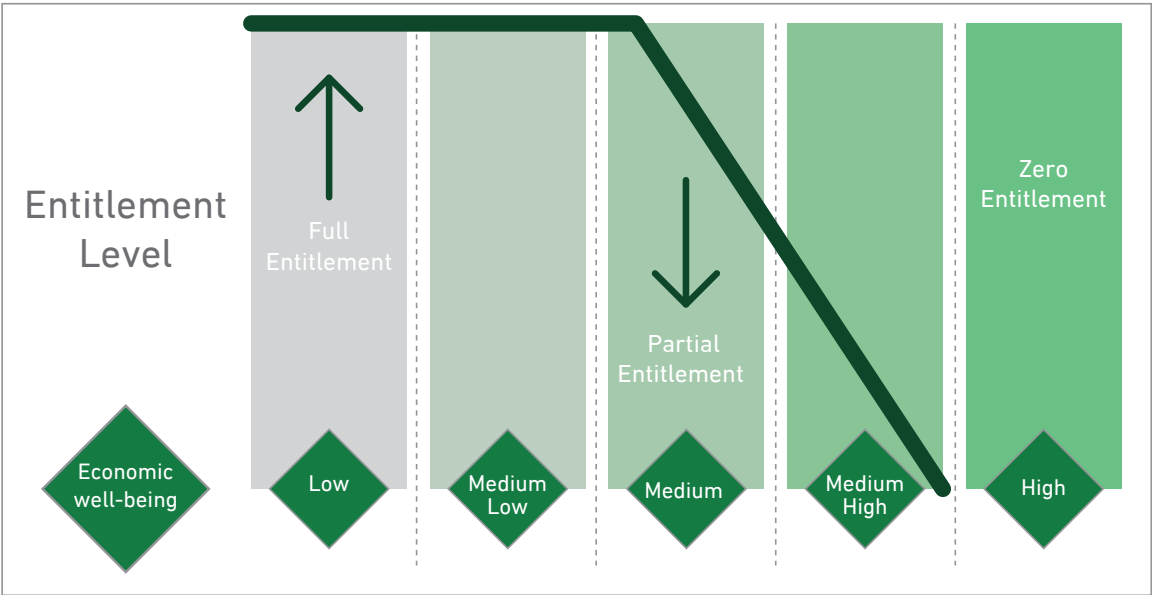 Entitlement
Level
Full
Entitlement
Partial
Entitlement
Zero
Entitlement
Economic
well-being
Low
Medium
Low
Medium
Medium
High
High